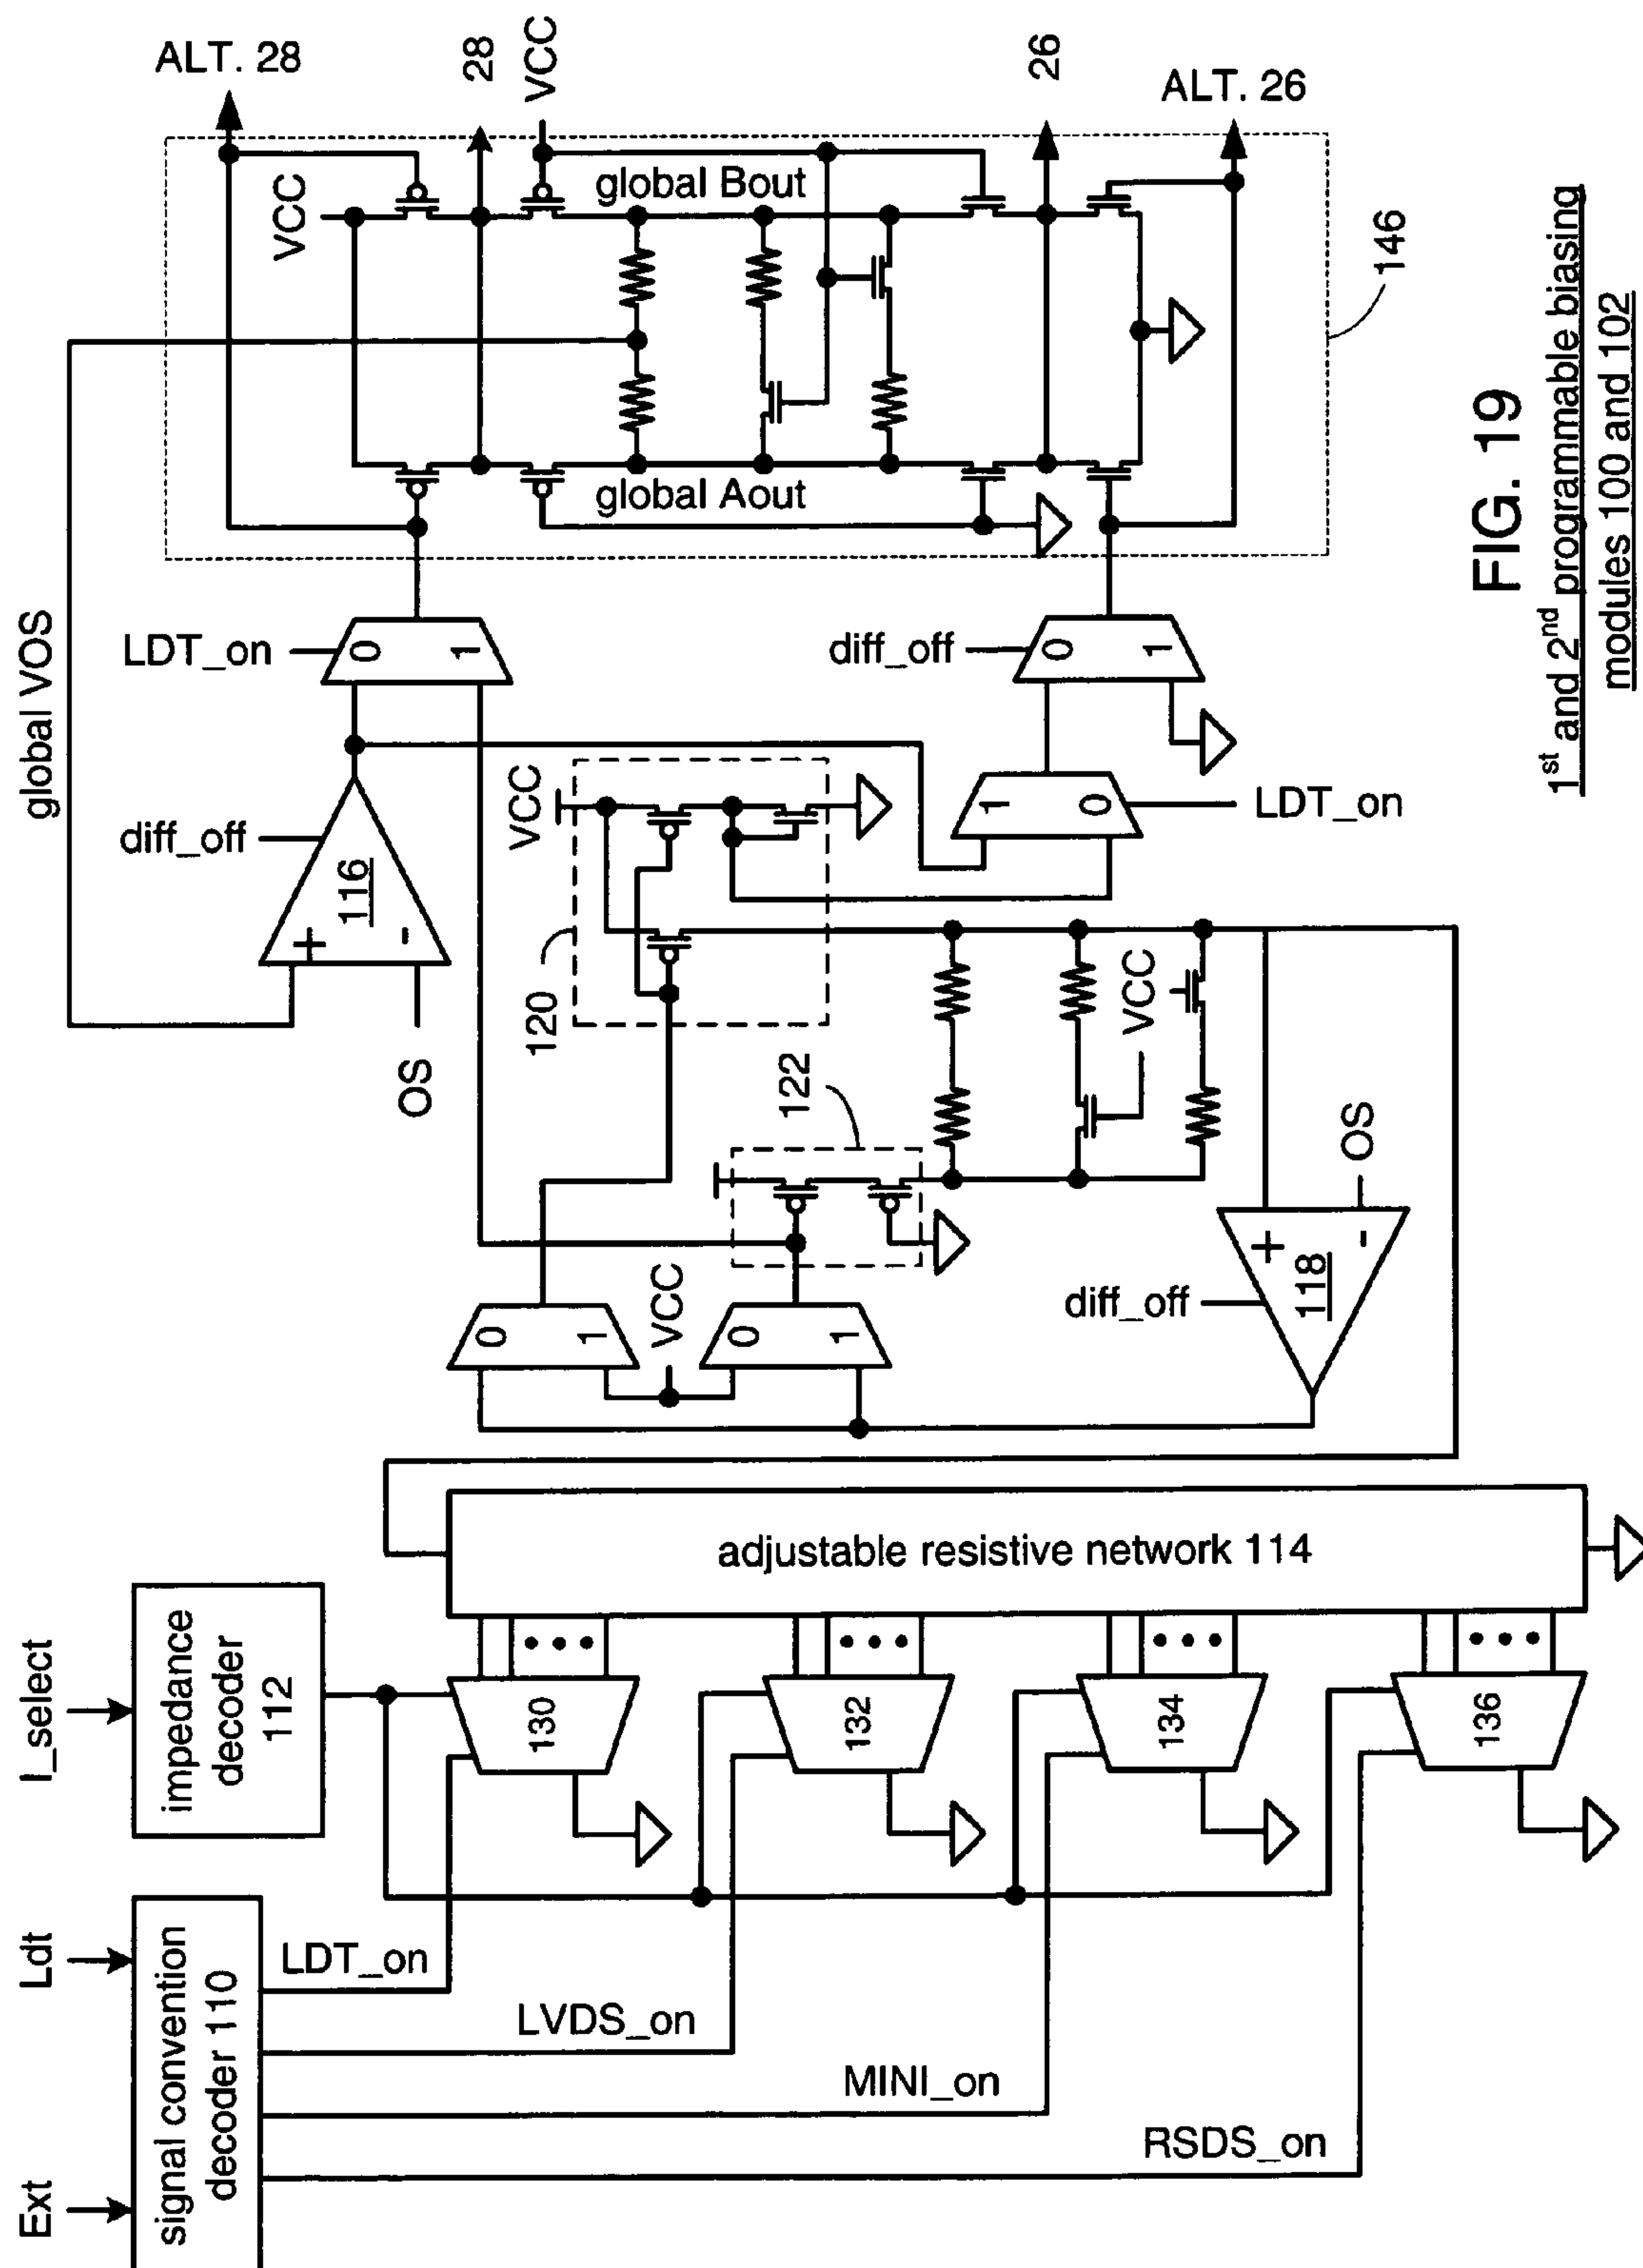 Ext
Ldt
I_select
signal convention
decoder 110
impedance
decoder
112
LDT_on
LVDS_on
MINI_on
RSDS_on
130
132
134
136
adjustable resistive network 114
0
1
VCC
0
1
diff_off
118
+
-
OS
122
120
VCC
VCC
OS
116
+
-
diff_off
global VOS
LDT_on
0
1
1
0
LDT_on
diff_off
0
1
ALT. 28
28
VCC
VCC
global Bout
global Aout
26
ALT. 26
146
FIG. 19
1st and 2nd programmable biasing
modules 100 and 102